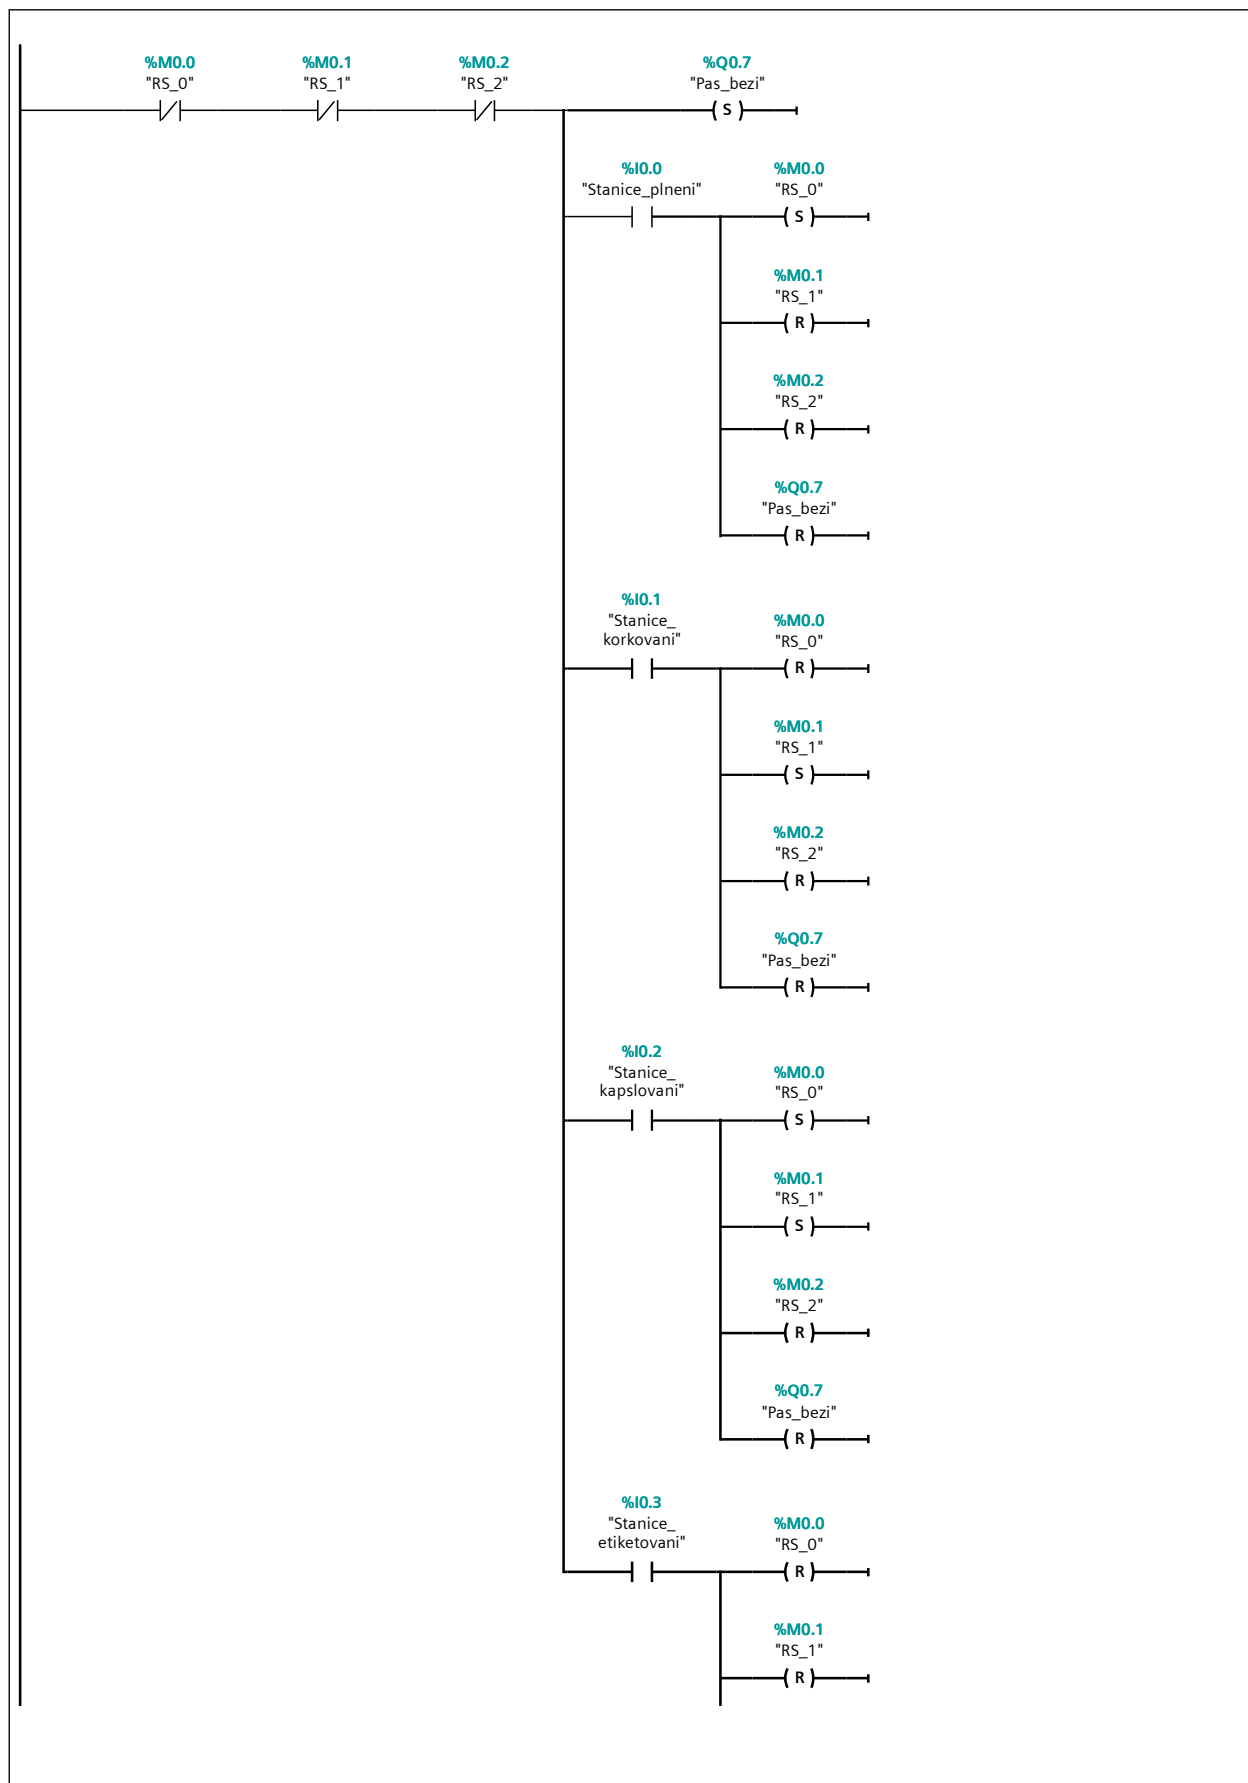 %M0.0
"RS_0"
%M0.1
"RS_1"
%M0.2
"RS_2"
%Q0.7
"Pas_bezi"
S
%I0.0
"Stanice_plneni"
%M0.0
"RS_0"
S
%M0.1
"RS_1"
R
%M0.2
"RS_2"
R
%Q0.7
"Pas_bezi"
R
%I0.1
"Stanice_
korkovani"
%M0.0
"RS_0"
R
%M0.1
"RS_1"
S
%M0.2
"RS_2"
R
%Q0.7
"Pas_bezi"
R
%I0.2
"Stanice_
kapslovani"
%M0.0
"RS_0"
S
%M0.1
"RS_1"
S
%M0.2
"RS_2"
R
%Q0.7
"Pas_bezi"
R
%I0.3
"Stanice_
etiketovani"
%M0.0
"RS_0"
R
%M0.1
"RS_1"
R